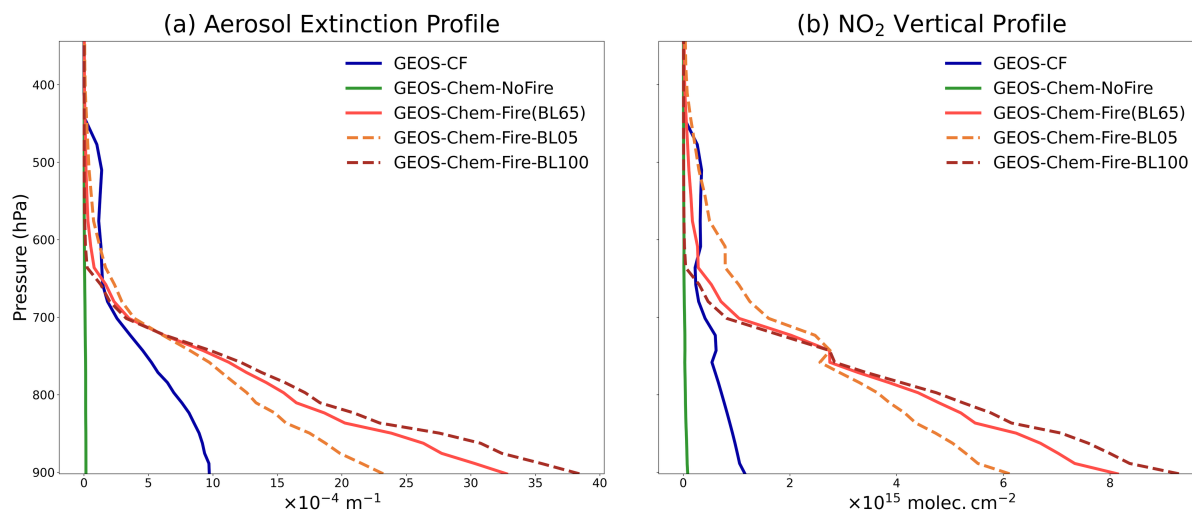 (a) Aerosol Extinction Profile
GEOS-CF
GEOS-Chem-NoFire
GEOS-Chem-Fire(BL65)
GEOS-Chem-Fire-BL05
GEOS-Chem-Fire-BL100
Pressure (hPa)
400
500
600
700
800
900
0 5 10 15 20 25 30 35 40
×10⁻⁴ m⁻¹
(b) NO₂ Vertical Profile
GEOS-CF
GEOS-Chem-NoFire
GEOS-Chem-Fire(BL65)
GEOS-Chem-Fire-BL05
GEOS-Chem-Fire-BL100
0 2 4 6 8
×10¹⁵ molec. cm⁻²